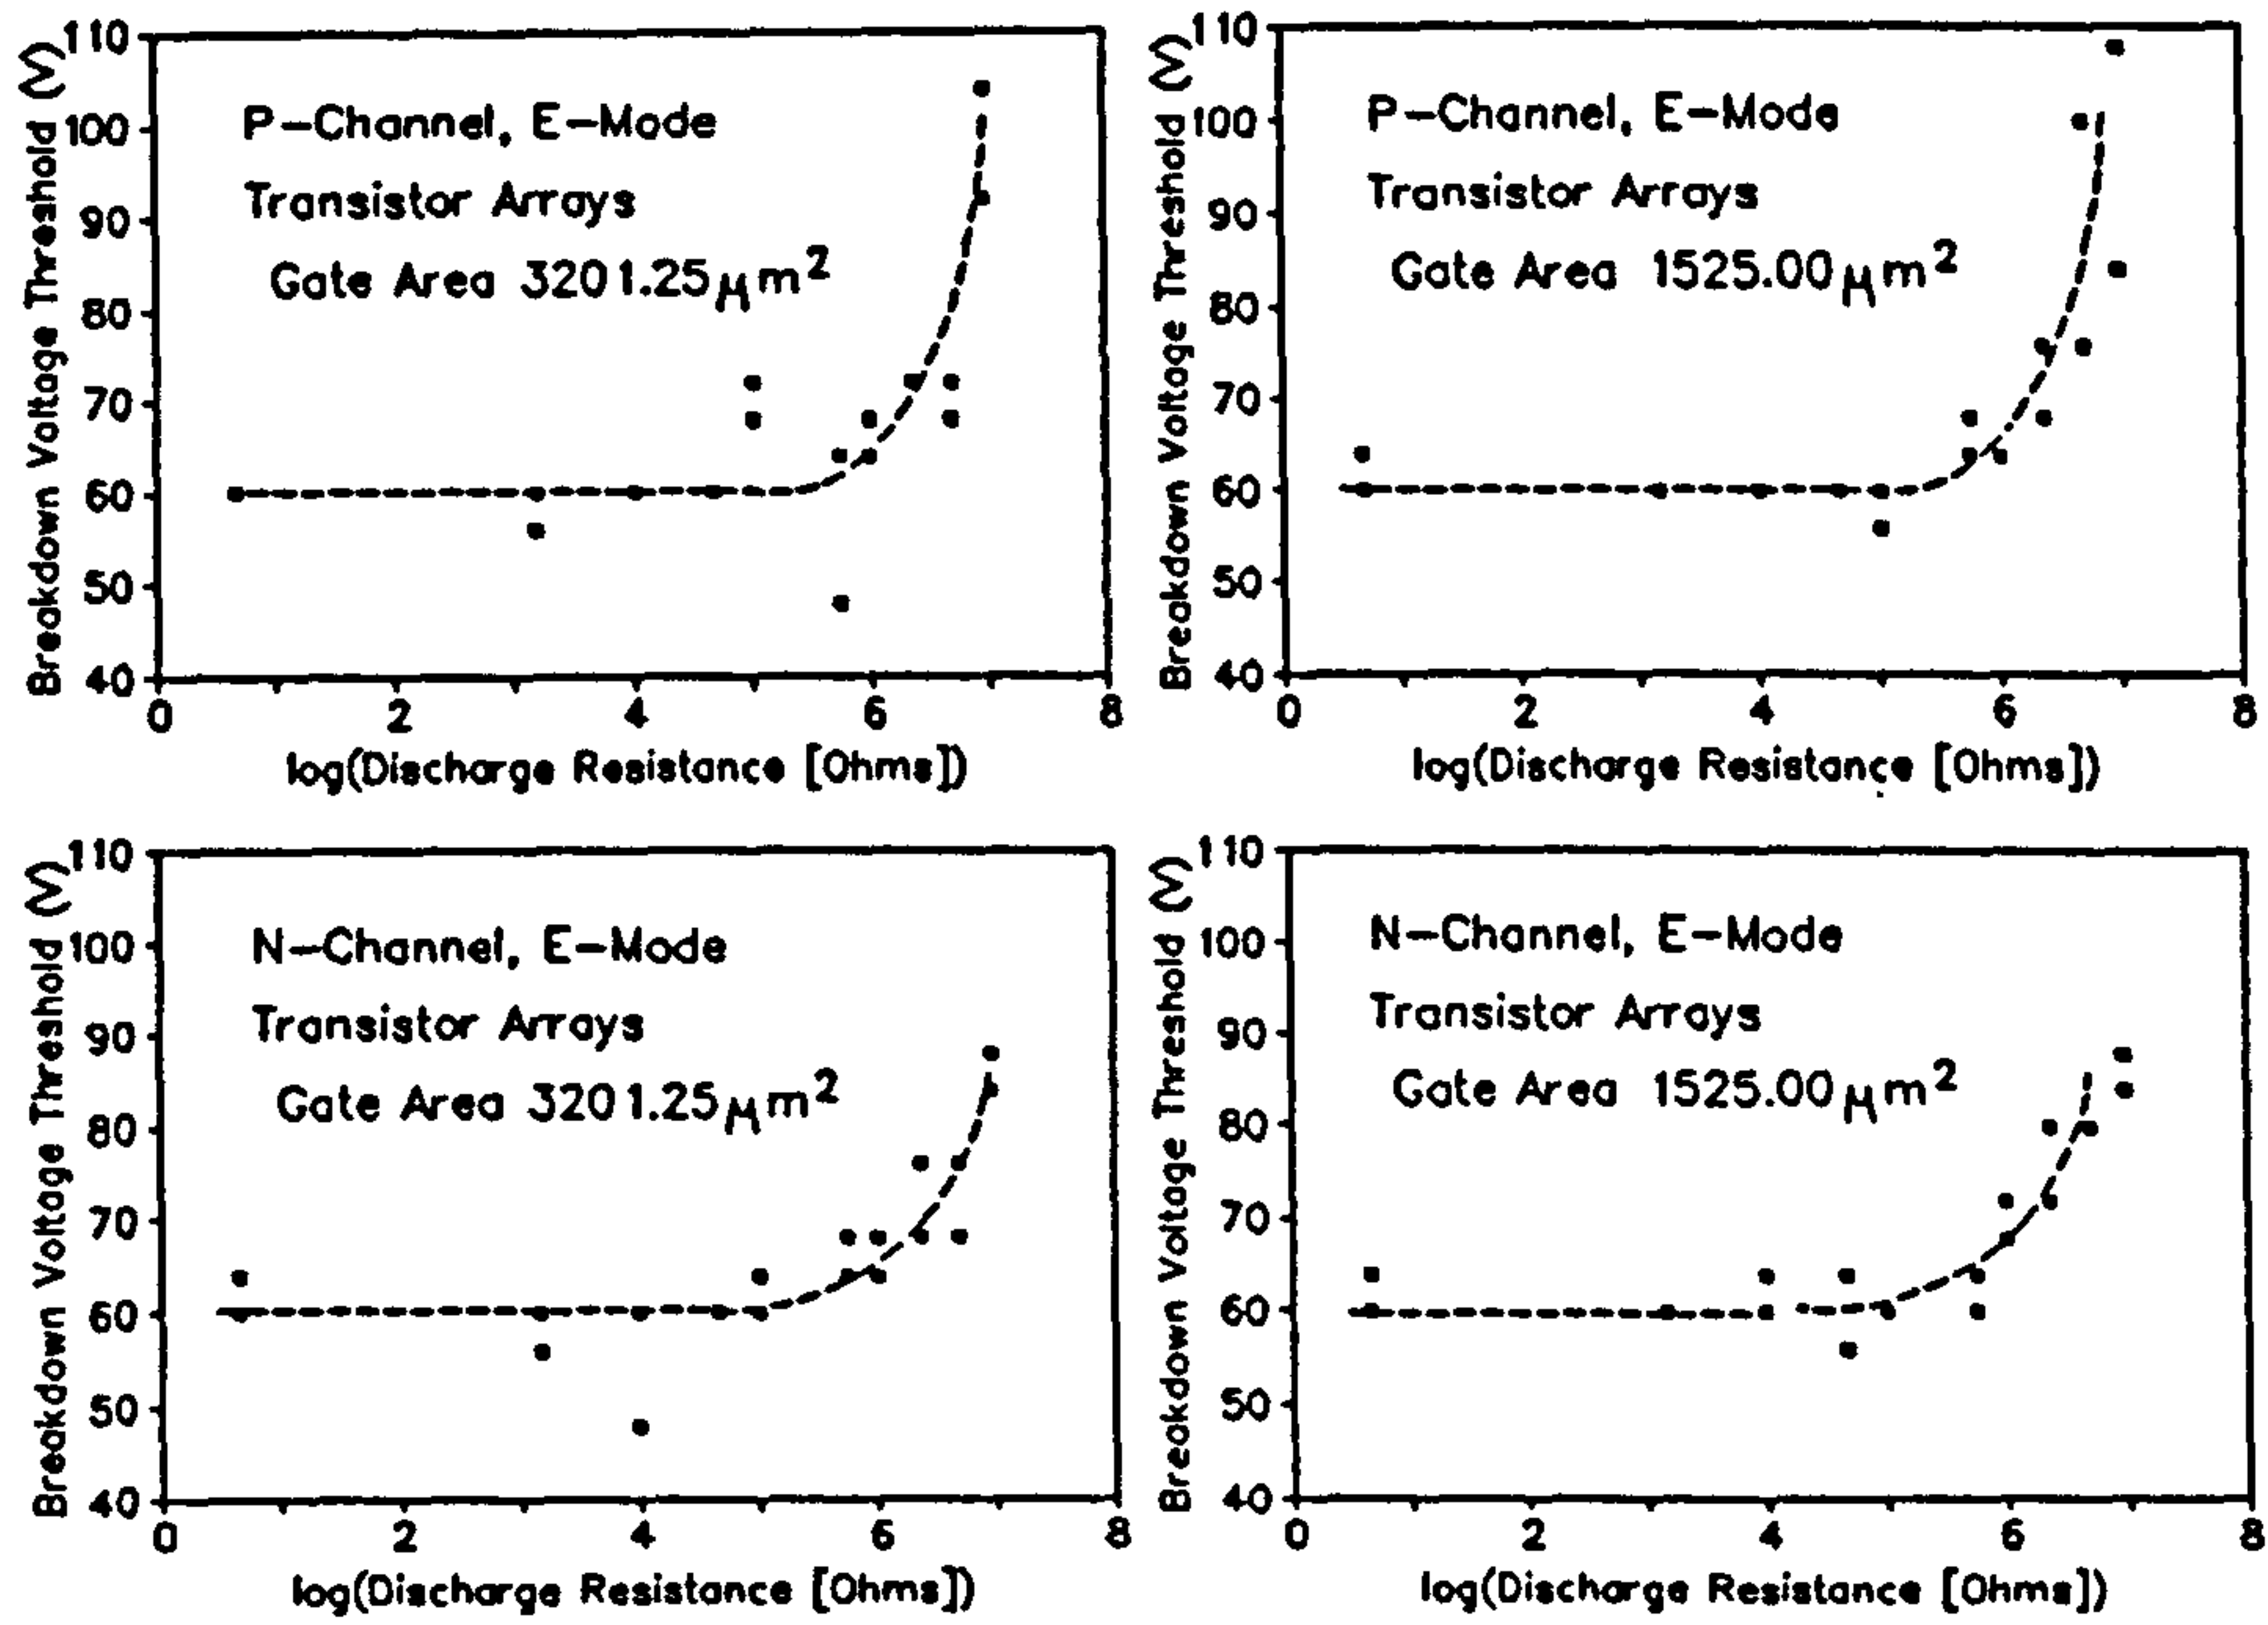 Breakdown Voltage Threshold (V)
110
100
90
80
70
60
50
40
P-Channel, E-Mode
Transistor Arrays
Gate Area 3201.25μm²
0 2 4 6 8
log(Discharge Resistance [Ohms])
Breakdown Voltage Threshold (V)
110
100
90
80
70
60
50
40
P-Channel, E-Mode
Transistor Arrays
Gate Area 1525.00μm²
0 2 4 6 8
log(Discharge Resistance [Ohms])
Breakdown Voltage Threshold (V)
110
100
90
80
70
60
50
40
N-Channel, E-Mode
Transistor Arrays
Gate Area 3201.25μm²
0 2 4 6 8
log(Discharge Resistance [Ohms])
Breakdown Voltage Threshold (V)
110
100
90
80
70
60
50
40
N-Channel, E-Mode
Transistor Arrays
Gate Area 1525.00μm²
0 2 4 6 8
log(Discharge Resistance [Ohms])